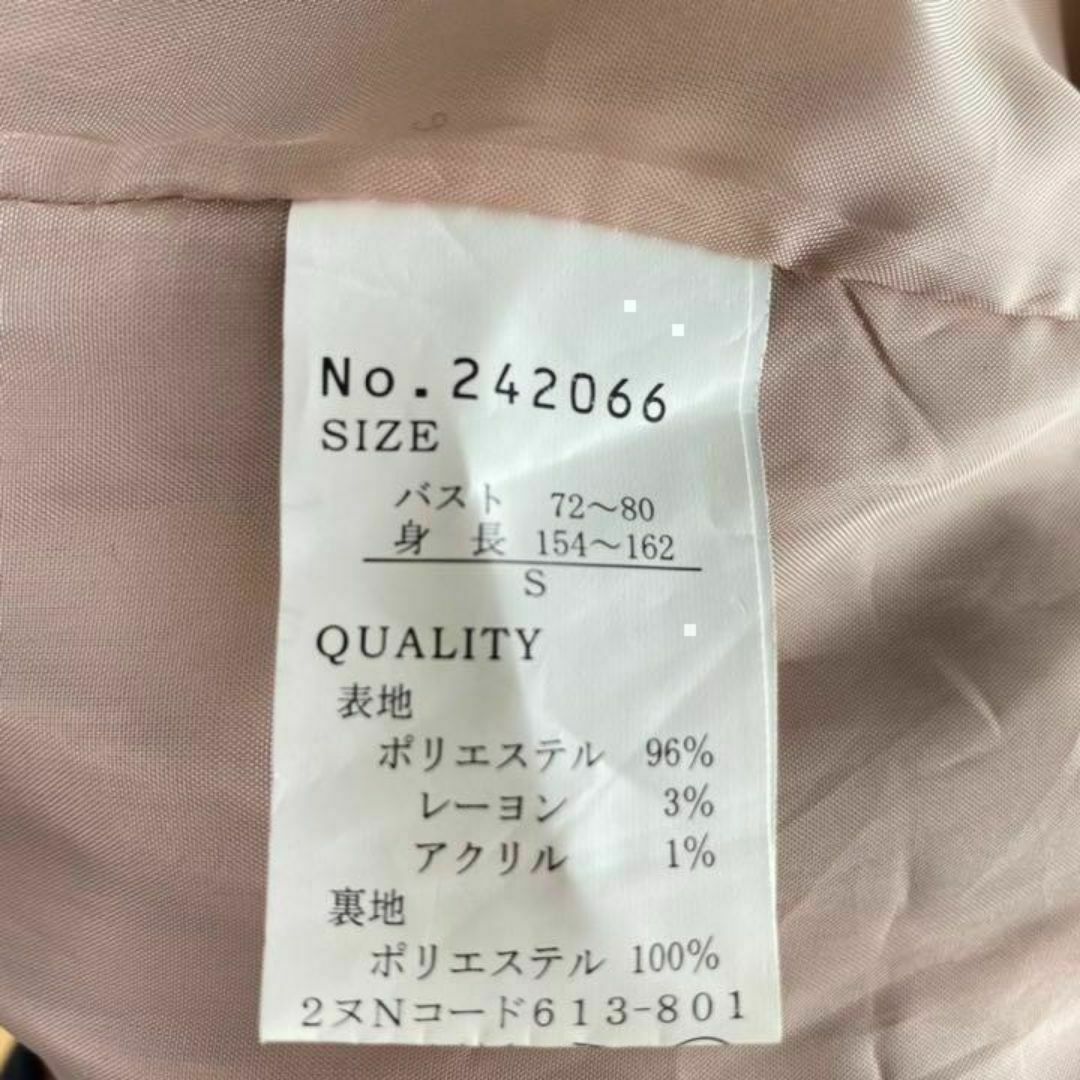 No.242066
SIZE
バスト 72～80
身 長 154～162
S
QUALITY
表地
ポリエステル 96%
レーヨン 3%
アクリル 1%
裏地
ポリエステル 100%
2ヌNコード613-801